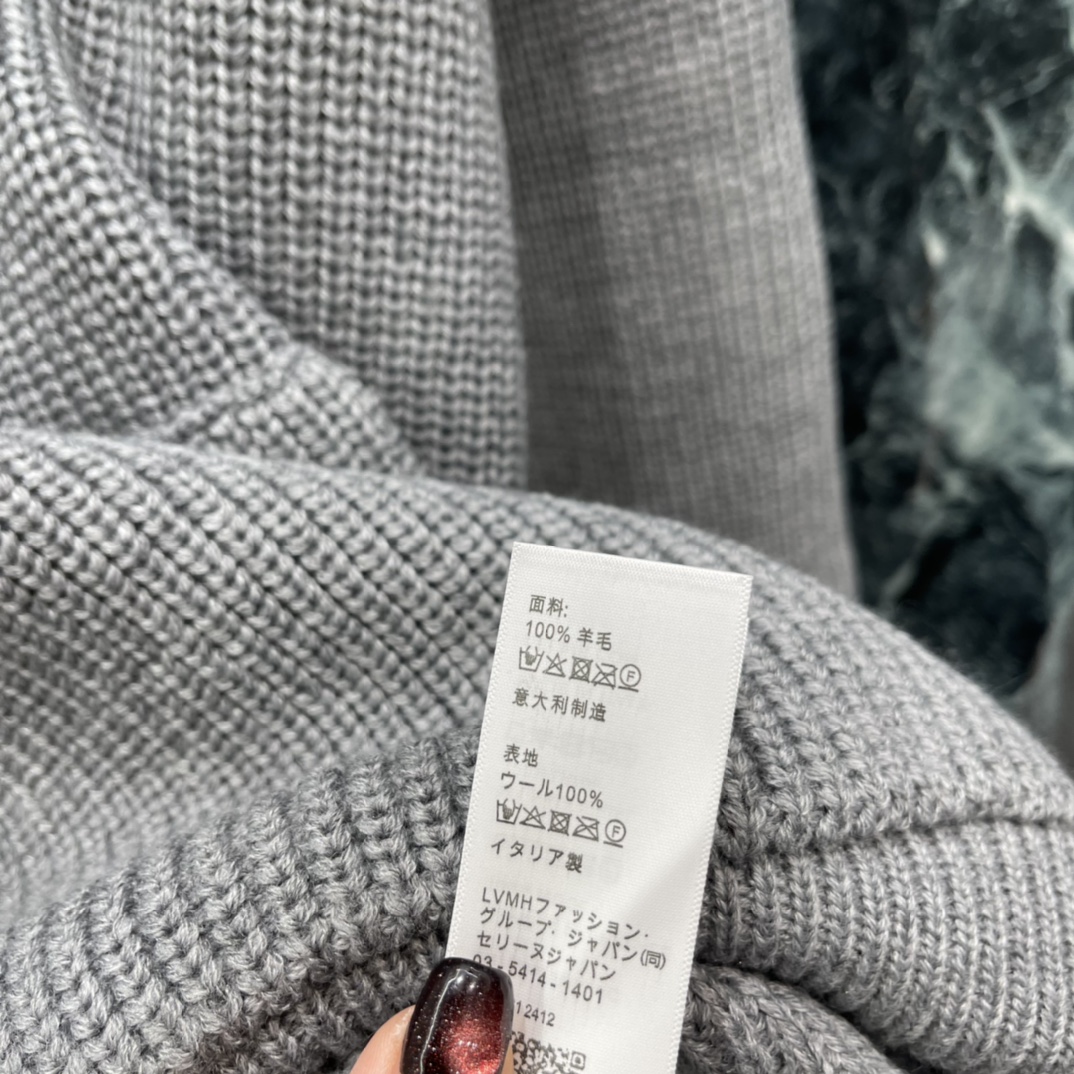 面料:
100% 羊毛
F
意大利制造
表地
ウール100%
F
イタリア製
LVMHファッション・
グループ・ジャパン(同)
セリーヌジャパン
03-5414-1401
12412